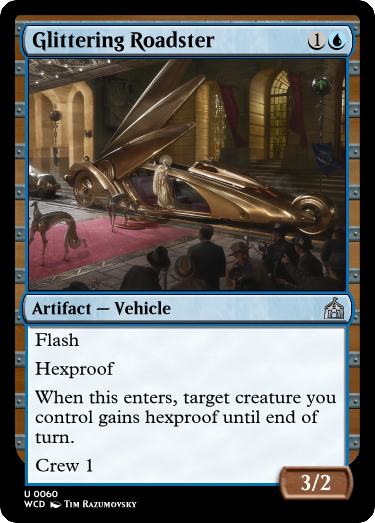 Glittering Roadster 1
Artifact — Vehicle
Flash
Hexproof
When this enters, target creature you
control gains hexproof until end of
turn.
Crew 1
3/2
U 0060
WCD Tim Razumovsky